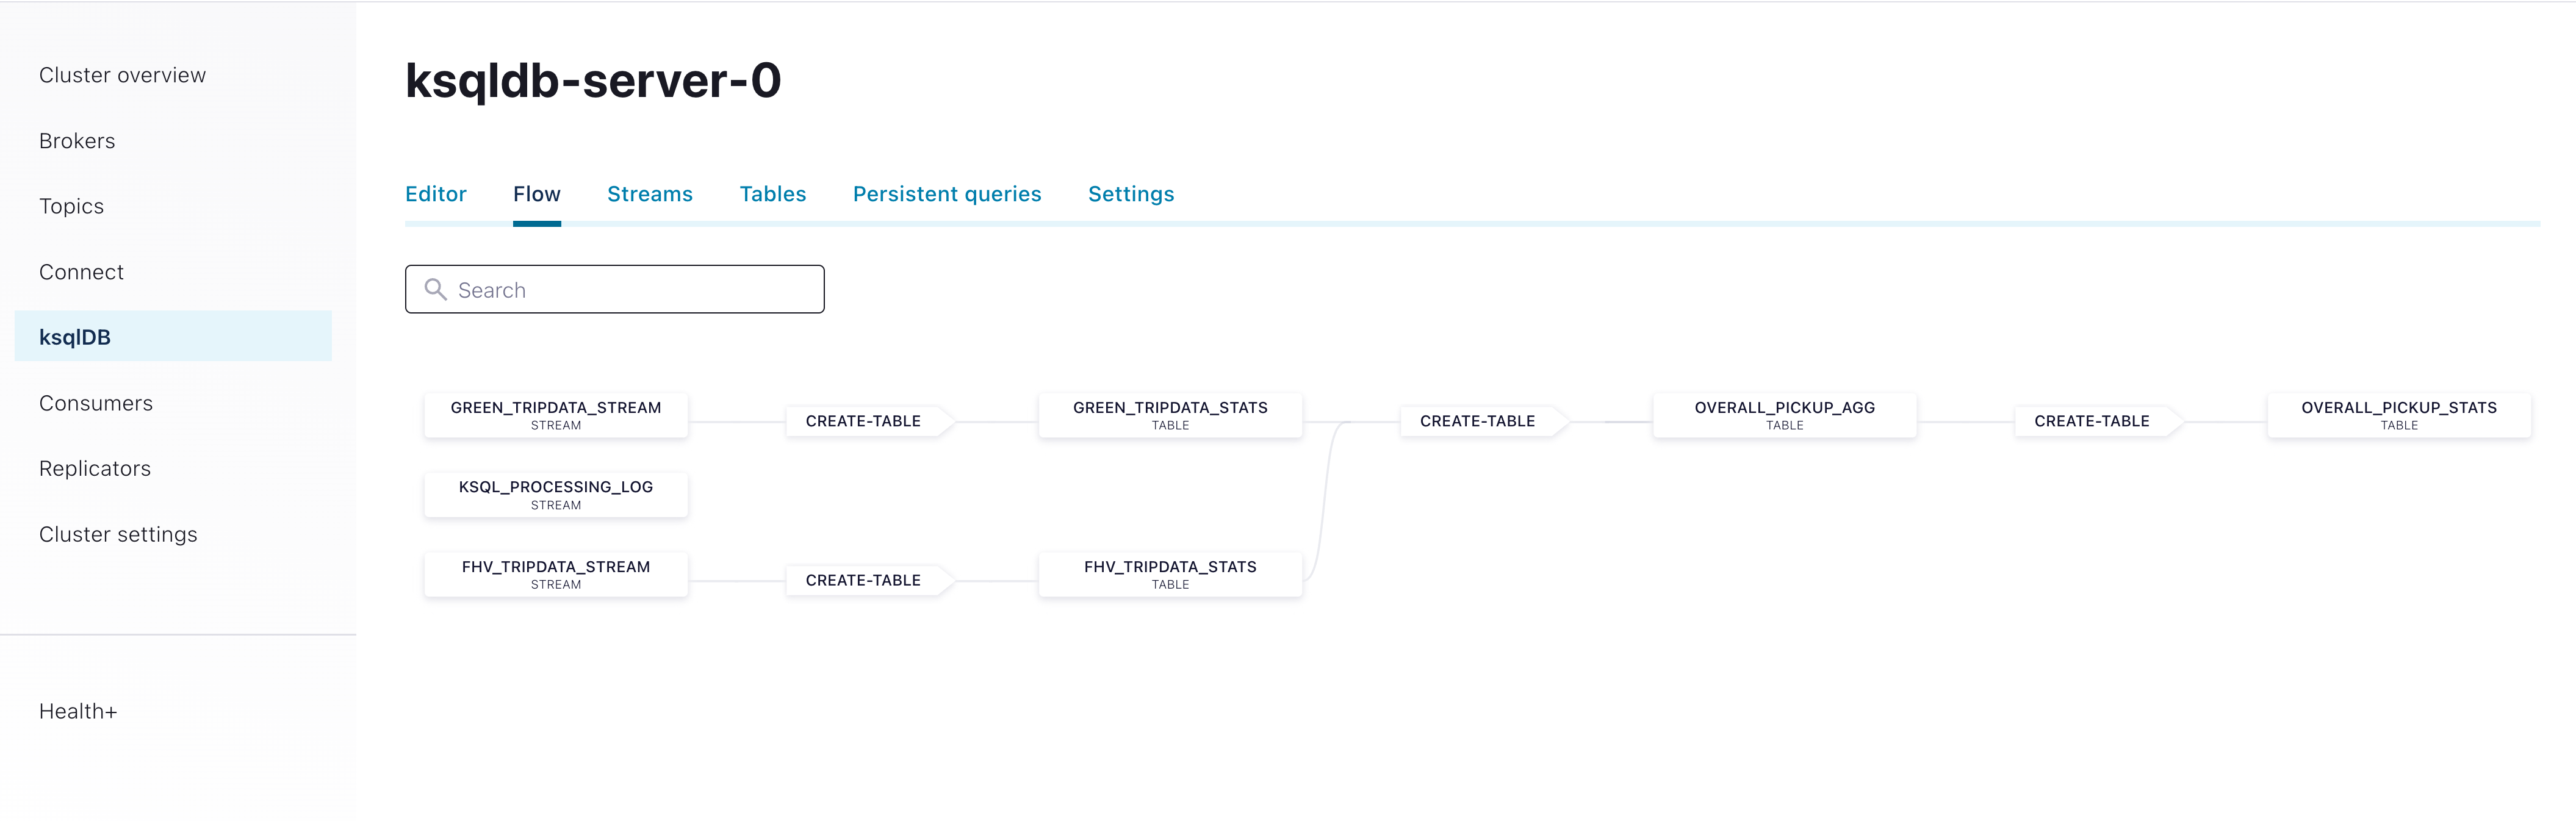 Cluster overview
Brokers
Topics
Connect
ksqlDB
Consumers
Replicators
Cluster settings
Health+
ksqldb-server-0
Editor
Flow
Streams
Tables
Persistent queries
Settings
Search
GREEN_TRIPDATA_STREAM
STREAM
CREATE-TABLE
GREEN_TRIPDATA_STATS
TABLE
CREATE-TABLE
OVERALL_PICKUP_AGG
TABLE
CREATE-TABLE
OVERALL_PICKUP_STATS
TABLE
KSQL_PROCESSING_LOG
STREAM
FHV_TRIPDATA_STREAM
STREAM
CREATE-TABLE
FHV_TRIPDATA_STATS
TABLE